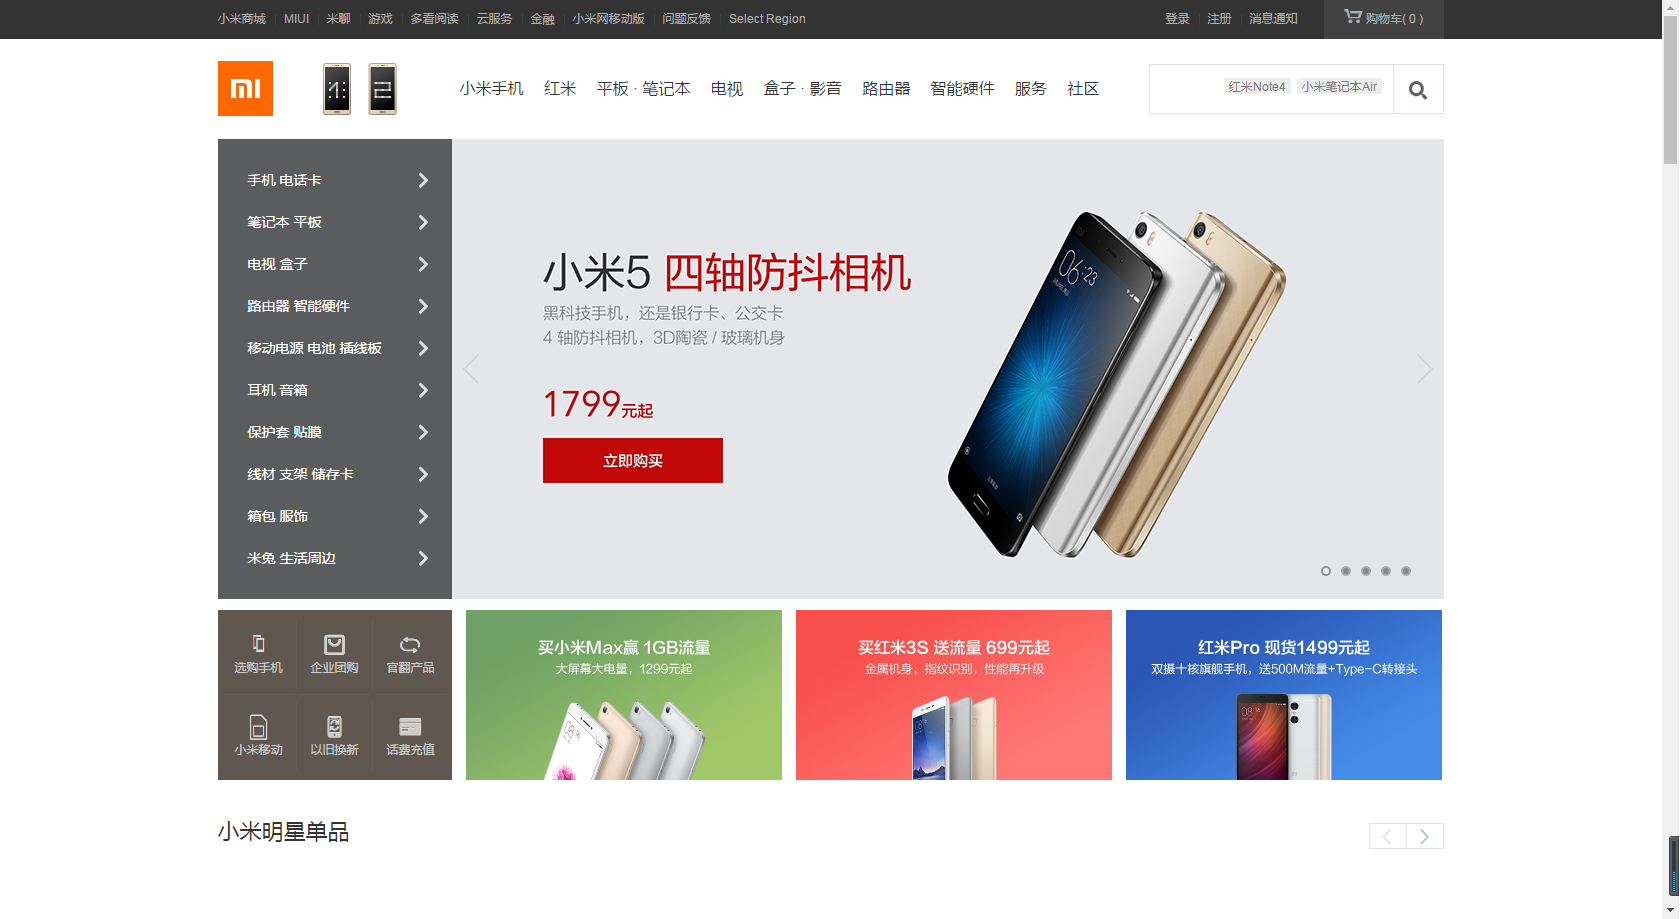 小米商城 MIUI 米聊 游戏 多看阅读 云服务 金融 小米网移动版 问题反馈 Select Region 登录 注册 消息通知 购物车( 0 )
小米手机 红米 平板 · 笔记本 电视 盒子 · 影音 路由器 智能硬件 服务 社区 红米Note4 小米笔记本Air
手机 电话卡
笔记本 平板
电视 盒子
路由器 智能硬件
移动电源 电池 插线板
耳机 音箱
保护套 贴膜
线材 支架 储存卡
箱包 服饰
米兔 生活周边
小米5 四轴防抖相机
黑科技手机，还是银行卡、公交卡
4 轴防抖相机，3D陶瓷 / 玻璃机身
1799元起
立即购买
06:23
选购手机 企业团购 官翻产品
小米移动 以旧换新 话费充值
买小米Max赢 1GB流量
大屏幕大电量，1299元起
买红米3S 送流量 699元起
金属机身，指纹识别，性能再升级
红米Pro 现货1499元起
双摄十核旗舰手机，送500M流量+Type-C转接头
小米明星单品